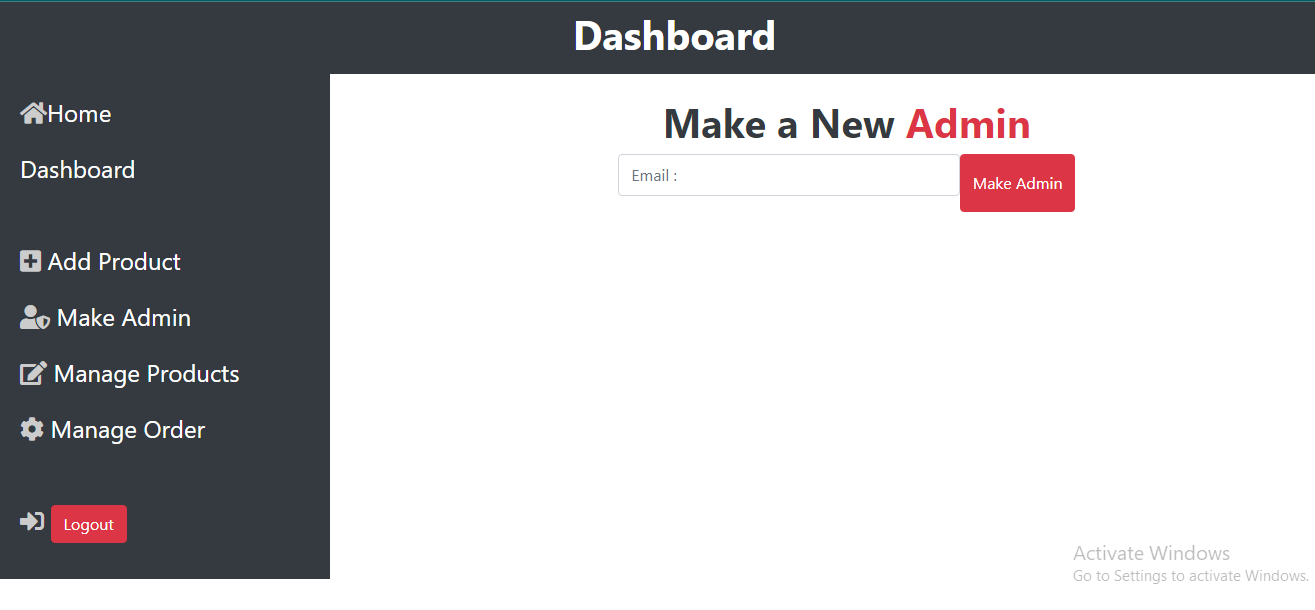 Dashboard
Home
Dashboard
Add Product
Make Admin
Manage Products
Manage Order
Logout
Make a New Admin
Email :
Make Admin
Activate Windows
Go to Settings to activate Windows.